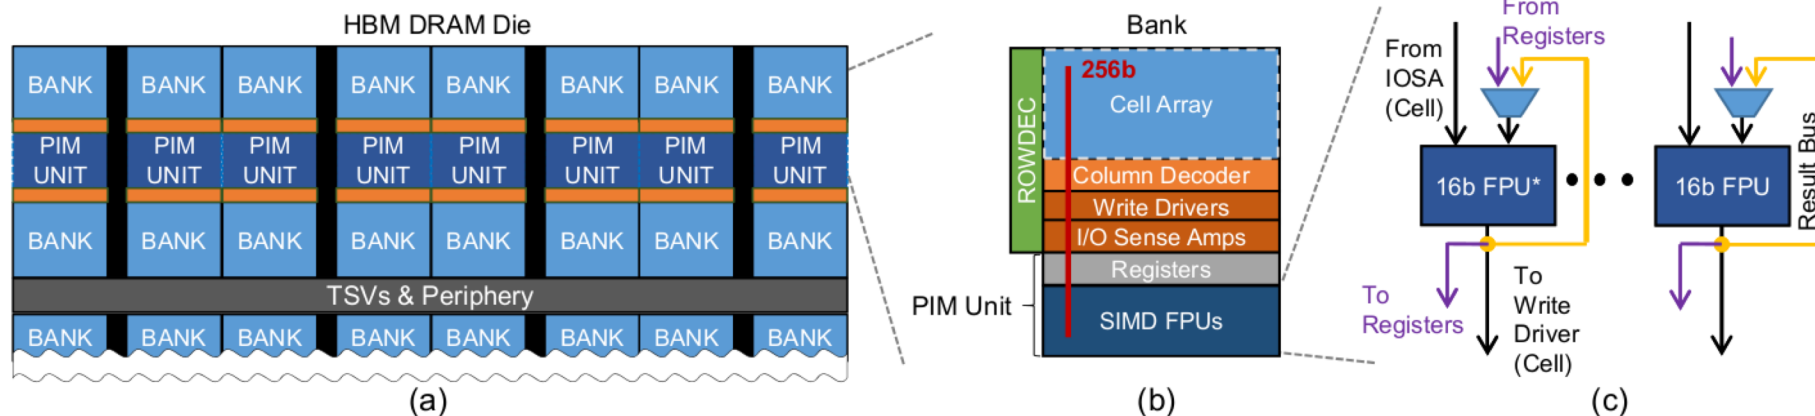 HBM DRAM Die
BANK BANK BANK BANK BANK BANK BANK BANK
PIM UNIT PIM UNIT PIM UNIT PIM UNIT PIM UNIT PIM UNIT PIM UNIT PIM UNIT
BANK BANK BANK BANK BANK BANK BANK BANK
TSVs & Periphery
BANK BANK BANK BANK BANK BANK BANK BANK
(a)
Bank
ROWDEC
256b
Cell Array
Column Decoder
Write Drivers
I/O Sense Amps
Registers
PIM Unit
SIMD FPUs
(b)
From
Registers
From
IOSA
(Cell)
16b FPU*
16b FPU
Result Bus
To
Registers
To
Write
Driver
(Cell)
(c)